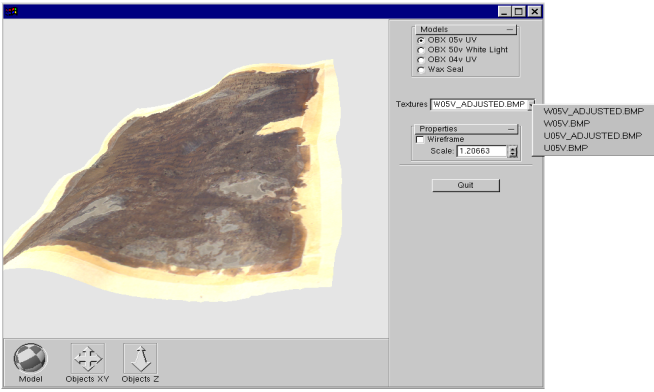 Models
OBX 05v UV
OBX 50v White Light
OBX 04v UV
Wax Seal
Textures W05V_ADJUSTED.BMP
W05V_ADJUSTED.BMP
W05V.BMP
U05V_ADJUSTED.BMP
U05V.BMP
Properties
Wireframe
Scale: 1.20663
Quit
Model Objects XY Objects Z